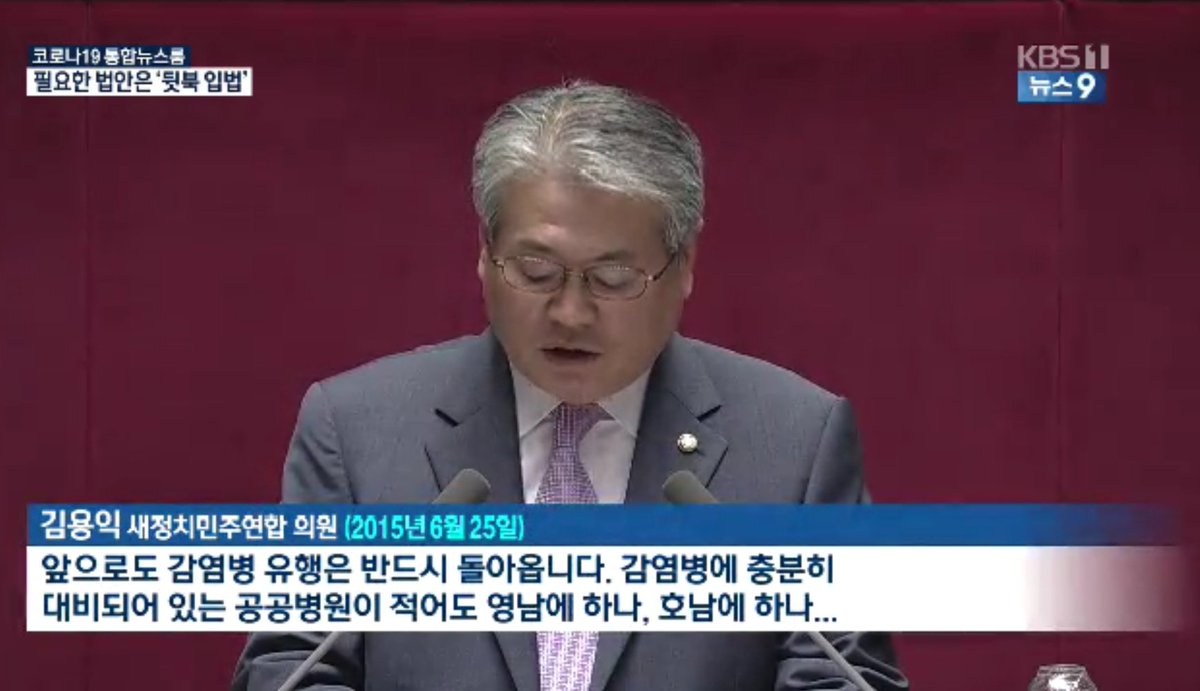 코로나19 통합뉴스룸
필요한 법안은 ‘뒷북 입법’
KBS 1
뉴스 9
김용익 새정치민주연합 의원 (2015년 6월 25일)
앞으로도 감염병 유행은 반드시 돌아옵니다. 감염병에 충분히
대비되어 있는 공공병원이 적어도 영남에 하나, 호남에 하나...